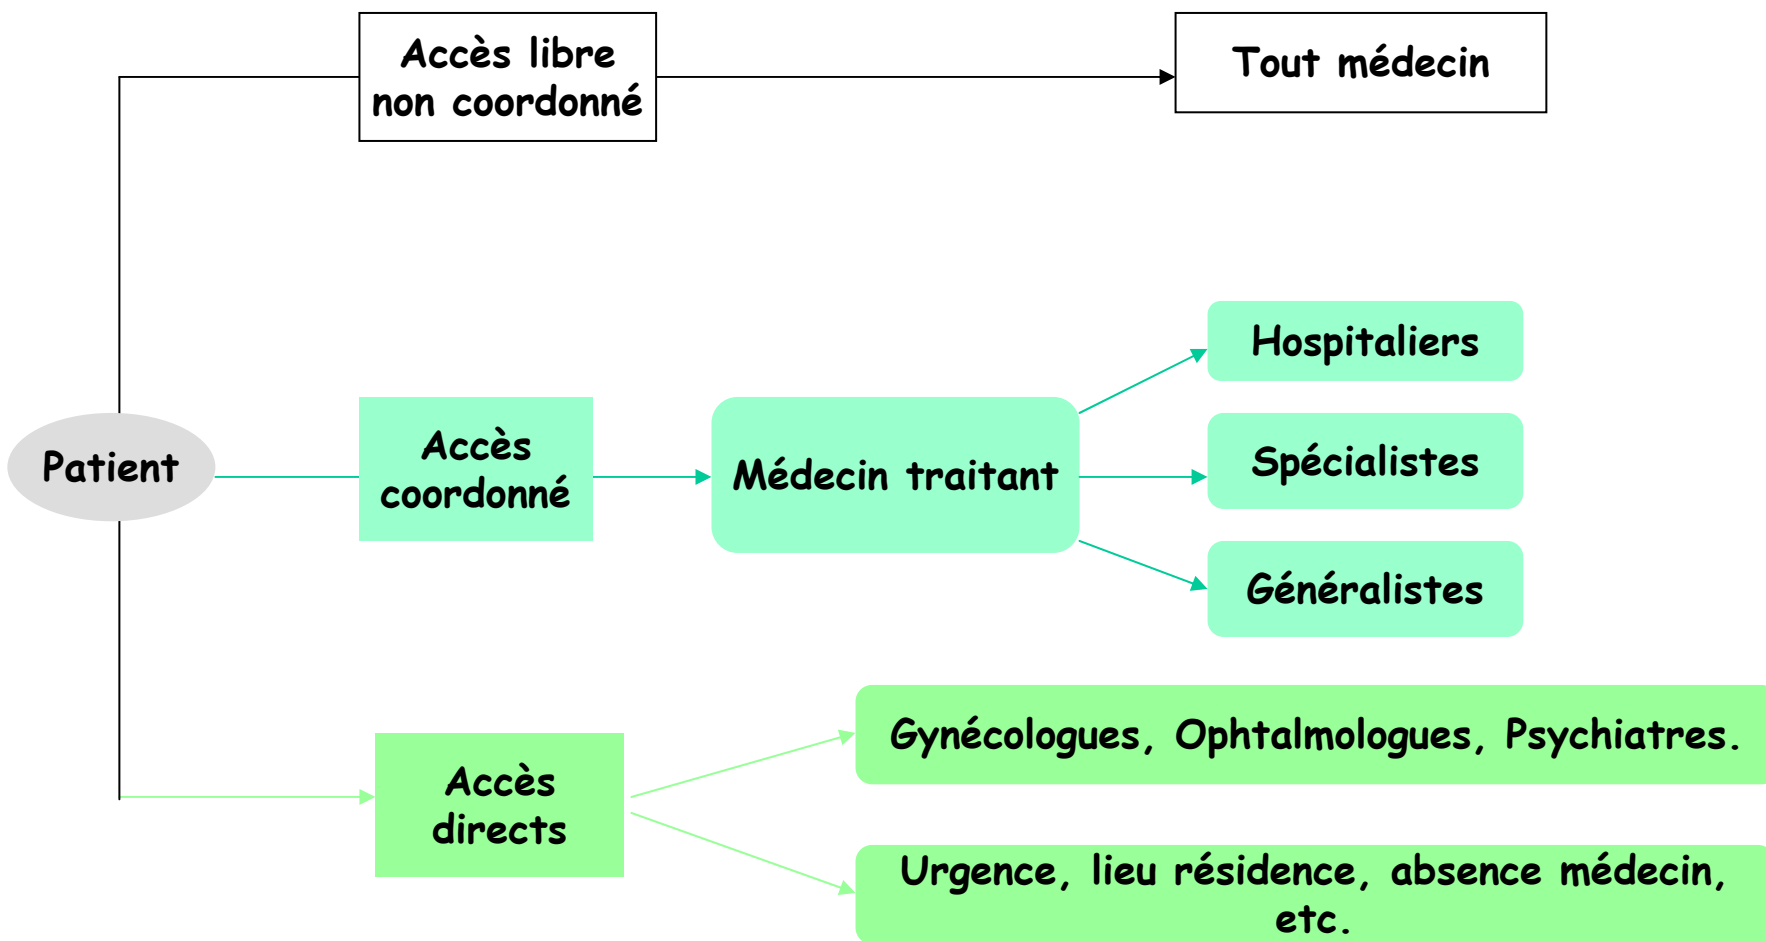 Accès libre
non coordonné
Tout médecin
Hospitaliers
Patient
Accès
coordonné
Médecin traitant
Spécialistes
Généralistes
Accès
directs
Gynécologues, Ophtalmologues, Psychiatres.
Urgence, lieu résidence, absence médecin,
etc.